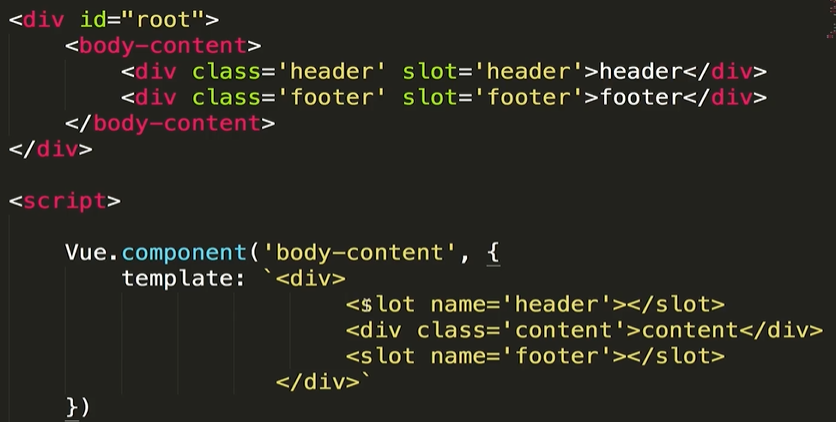 <div id="root">
<body-content>
<div class='header' slot='header'>header</div>
<div class='footer' slot='footer'>footer</div>
</body-content>
</div>
<script>
Vue.component('body-content', {
template: `<div>
<$lot name='header'></slot>
<div class='content'>content</div>
<slot name='footer'></slot>
</div>`
})